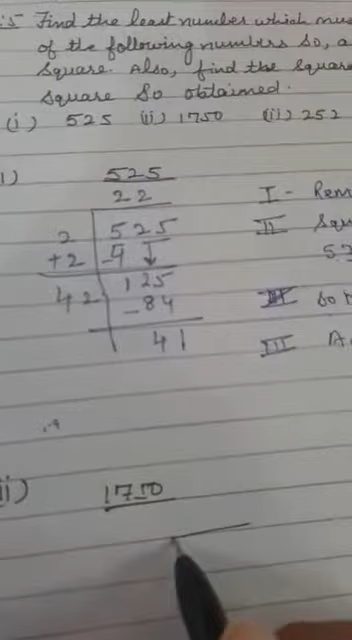 :5 Find the least number which mus
of the following numbers so, a
square. Also, find the square
square so obtained.
(i) 525 (ii) 1750 (iii) 252
525
22
2 525
+2 -4 ↓
42 125
-84
41
I - Rem
II Squ
53
so
III A
ii) 1750